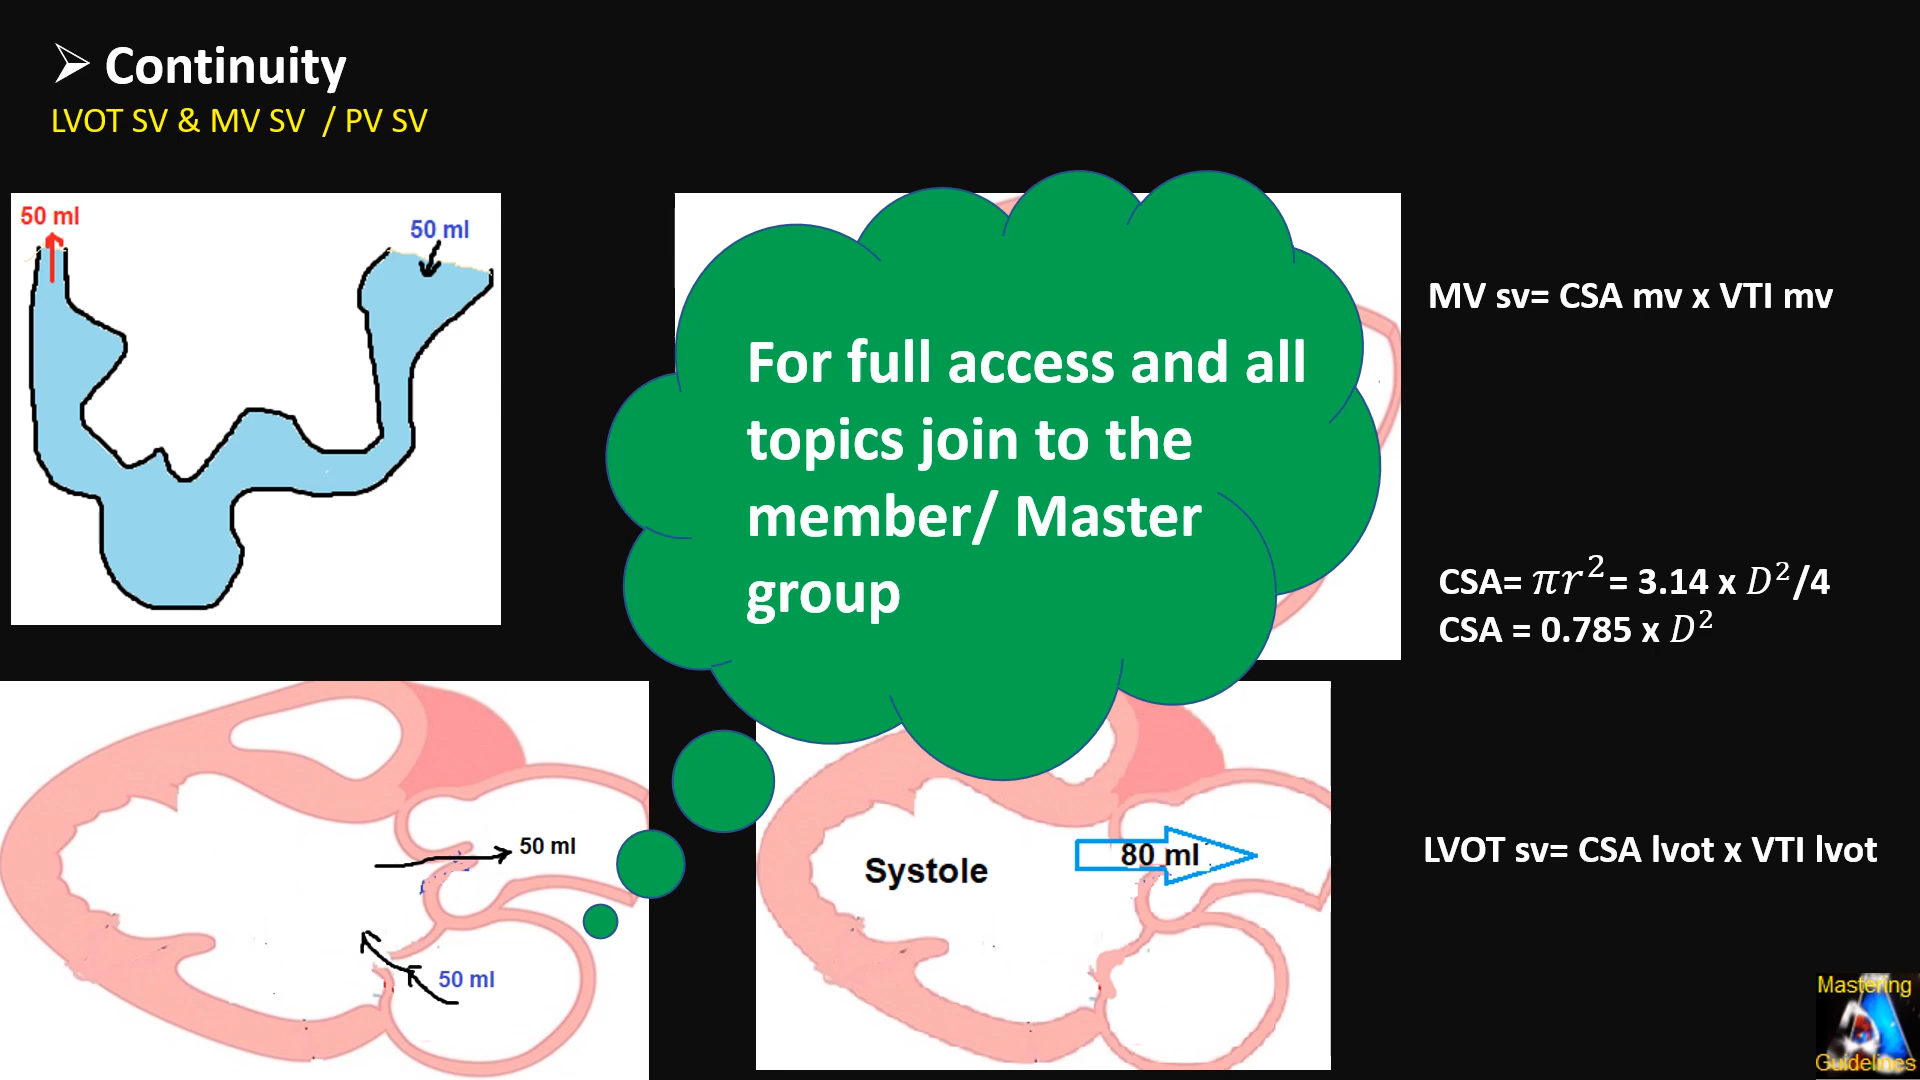 ➢ Continuity
LVOT SV & MV SV / PV SV
50 ml
50 ml
For full access and all
topics join to the
member/ Master
group
MV sv= CSA mv x VTI mv
CSA= πr²= 3.14 x D²/4
CSA = 0.785 x D²
50 ml
50 ml
Systole
80 ml
LVOT sv= CSA lvot x VTI lvot
Mastering
Guidelines